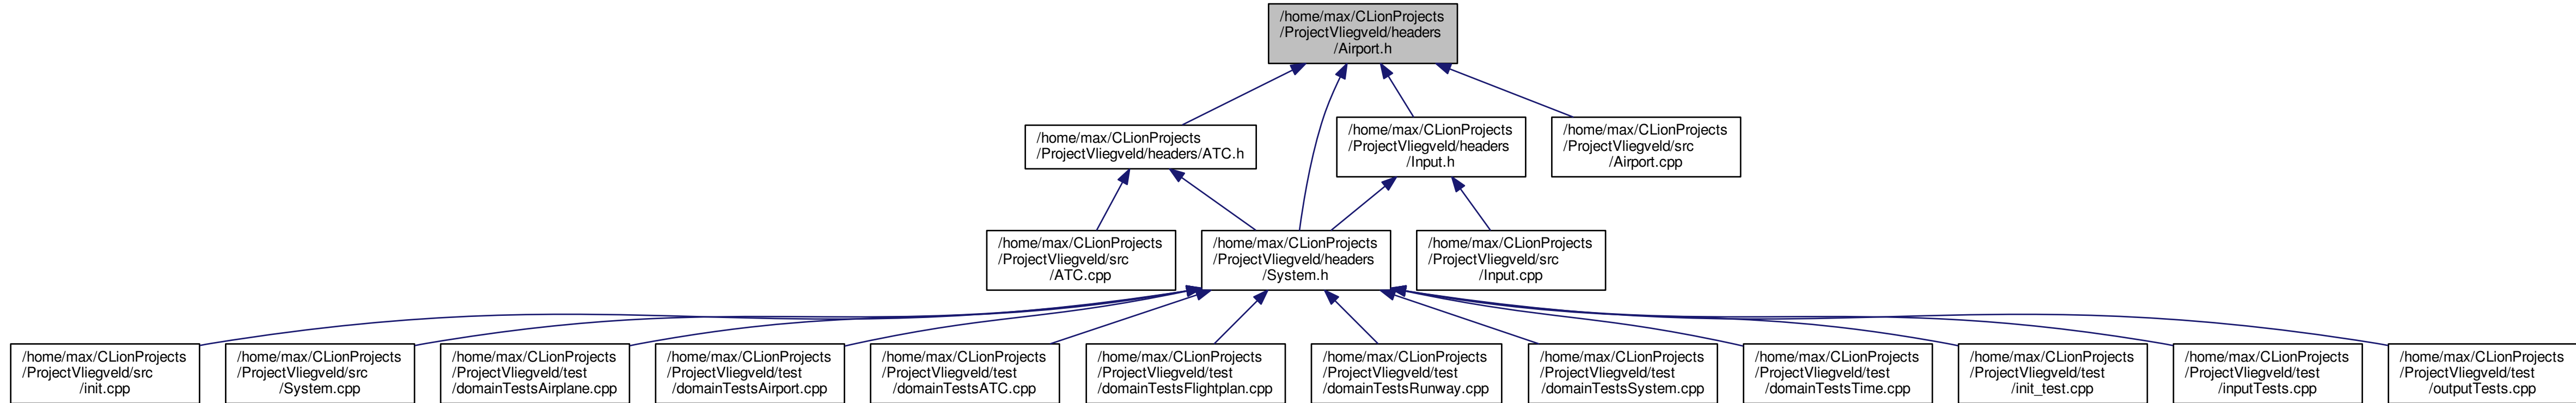 /home/max/CLionProjects
/ProjectVliegveld/headers
/Airport.h
/home/max/CLionProjects
/ProjectVliegveld/headers/ATC.h
/home/max/CLionProjects
/ProjectVliegveld/headers
/Input.h
/home/max/CLionProjects
/ProjectVliegveld/src
/Airport.cpp
/home/max/CLionProjects
/ProjectVliegveld/src
/ATC.cpp
/home/max/CLionProjects
/ProjectVliegveld/headers
/System.h
/home/max/CLionProjects
/ProjectVliegveld/src
/Input.cpp
/home/max/CLionProjects
/ProjectVliegveld/src
/init.cpp
/home/max/CLionProjects
/ProjectVliegveld/src
/System.cpp
/home/max/CLionProjects
/ProjectVliegveld/test
/domainTestsAirplane.cpp
/home/max/CLionProjects
/ProjectVliegveld/test
/domainTestsAirport.cpp
/home/max/CLionProjects
/ProjectVliegveld/test
/domainTestsATC.cpp
/home/max/CLionProjects
/ProjectVliegveld/test
/domainTestsFlightplan.cpp
/home/max/CLionProjects
/ProjectVliegveld/test
/domainTestsRunway.cpp
/home/max/CLionProjects
/ProjectVliegveld/test
/domainTestsSystem.cpp
/home/max/CLionProjects
/ProjectVliegveld/test
/domainTestsTime.cpp
/home/max/CLionProjects
/ProjectVliegveld/test
/init_test.cpp
/home/max/CLionProjects
/ProjectVliegveld/test
/inputTests.cpp
/home/max/CLionProjects
/ProjectVliegveld/test
/outputTests.cpp